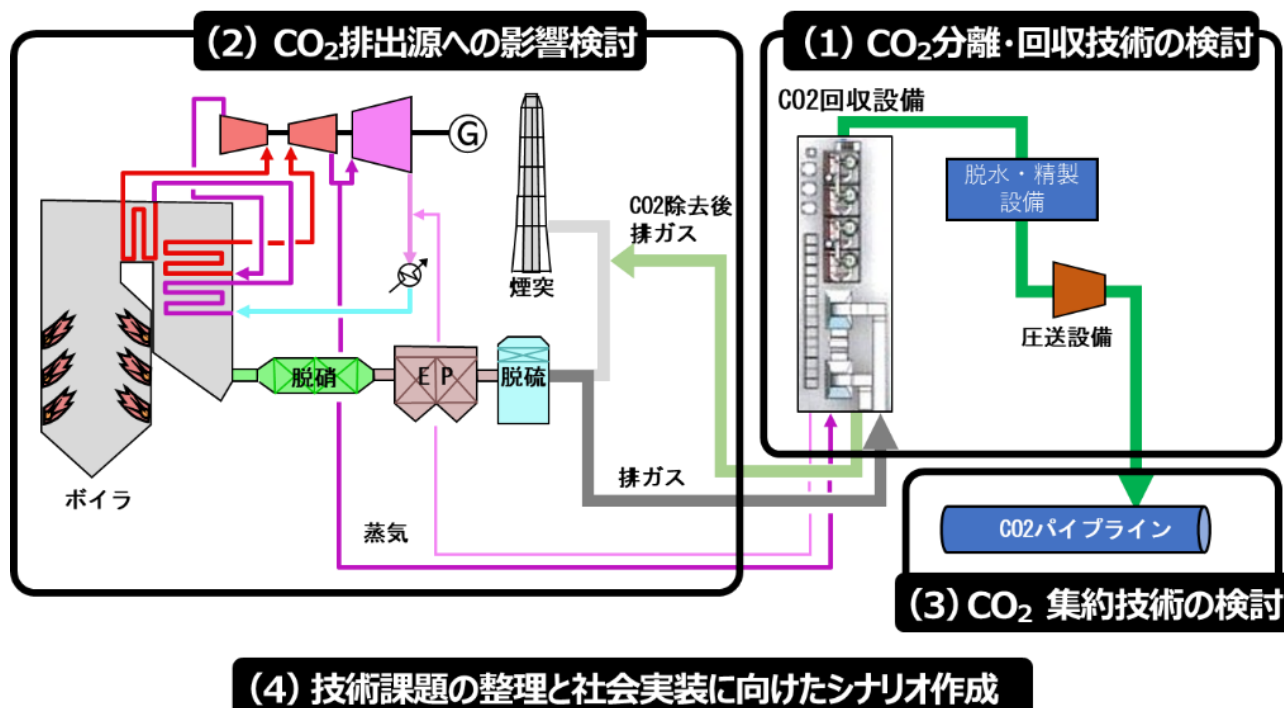 (2) CO₂排出源への影響検討
(1) CO₂分離・回収技術の検討
CO2回収設備
G
脱水・精製
設備
CO2除去後
排ガス
煙突
圧送設備
脱硝
EP
脱硫
ボイラ
排ガス
蒸気
CO2パイプライン
(3) CO₂ 集約技術の検討
(4) 技術課題の整理と社会実装に向けたシナリオ作成